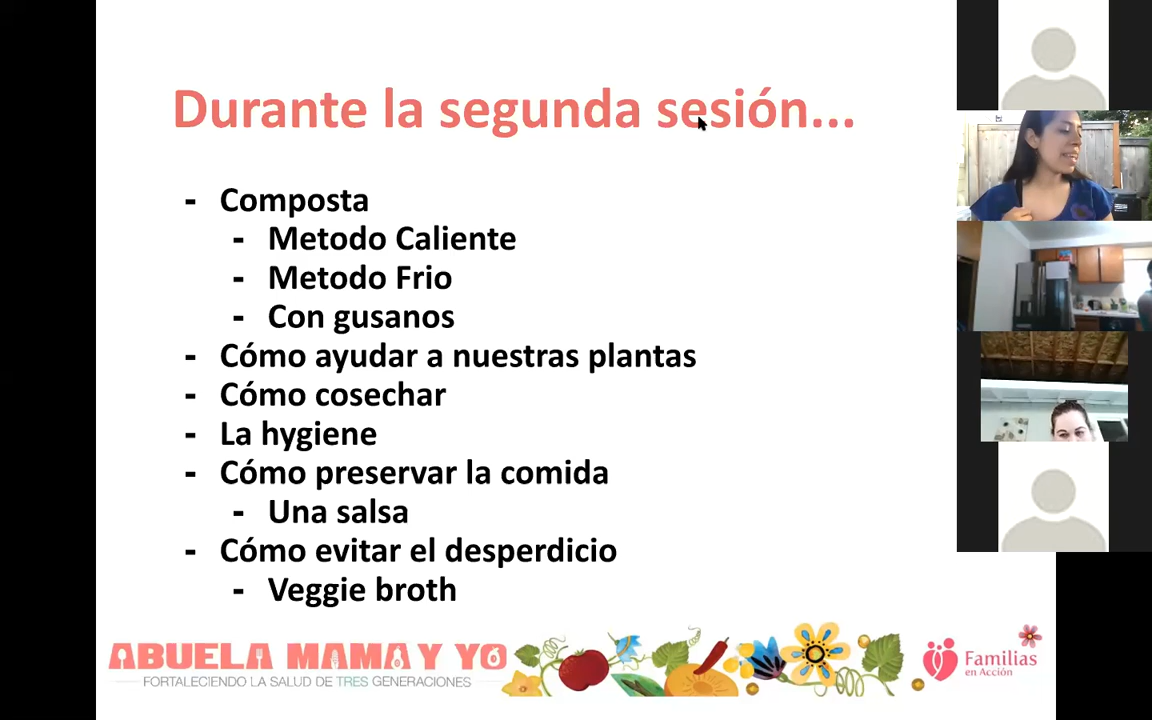 Durante la segunda sesión...
- Composta
- Metodo Caliente
- Metodo Frio
- Con gusanos
- Cómo ayudar a nuestras plantas
- Cómo cosechar
- La hygiene
- Cómo preservar la comida
- Una salsa
- Cómo evitar el desperdicio
- Veggie broth
ABUELA MAMA Y YO
FORTALECIENDO LA SALUD DE TRES GENERACIONES
Familias
en Acción